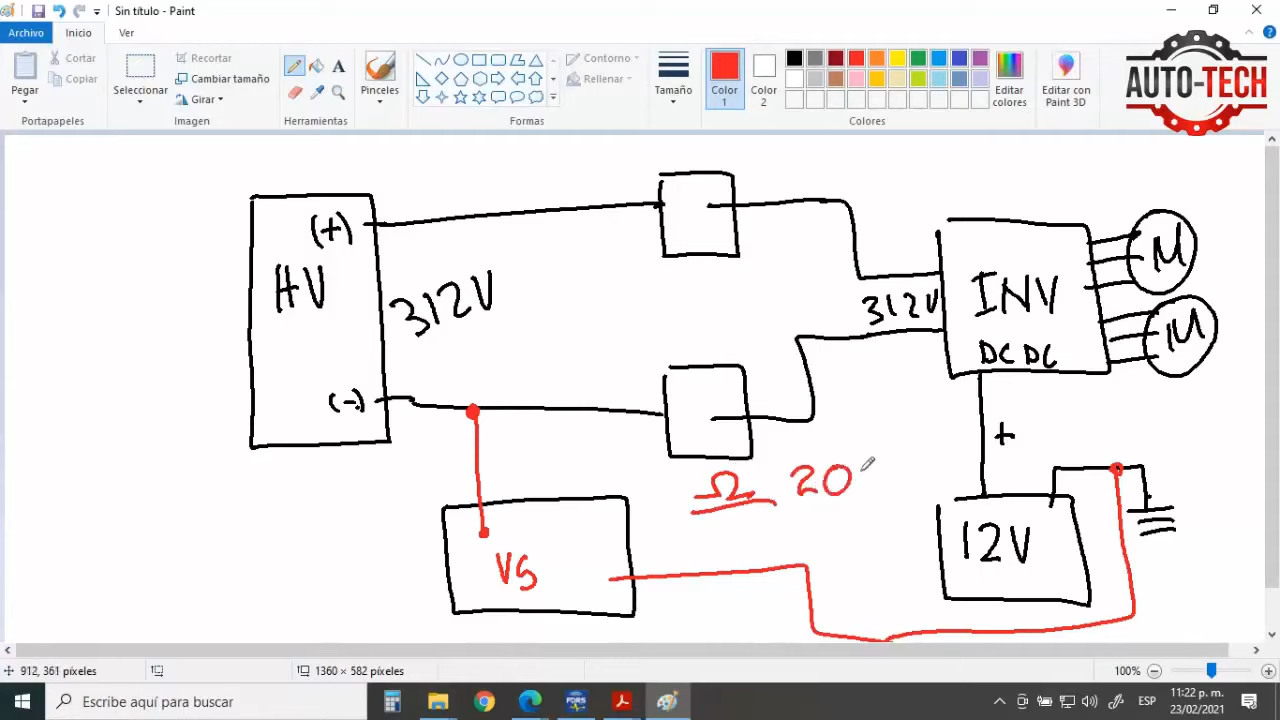 Sin título - Paint
Archivo Inicio Ver
Pegar
Cortar
Copiar
Portapapeles
Seleccionar
Recortar
Cambiar tamaño
Girar
Imagen
A
Herramientas
Pinceles
Contorno
Rellenar
Formas
Tamaño
Color 1
Color 2
Editar colores
Editar con Paint 3D
Colores
AUTO-TECH
(+)
HV
312V
(-)
312V
INV
DC DC
M
M
+
Ω 20
VS
12V
912, 361 píxeles
1360 × 582 píxeles
100%
Escribe aquí para buscar
FDRS
ESP
11:22 p. m.
23/02/2021